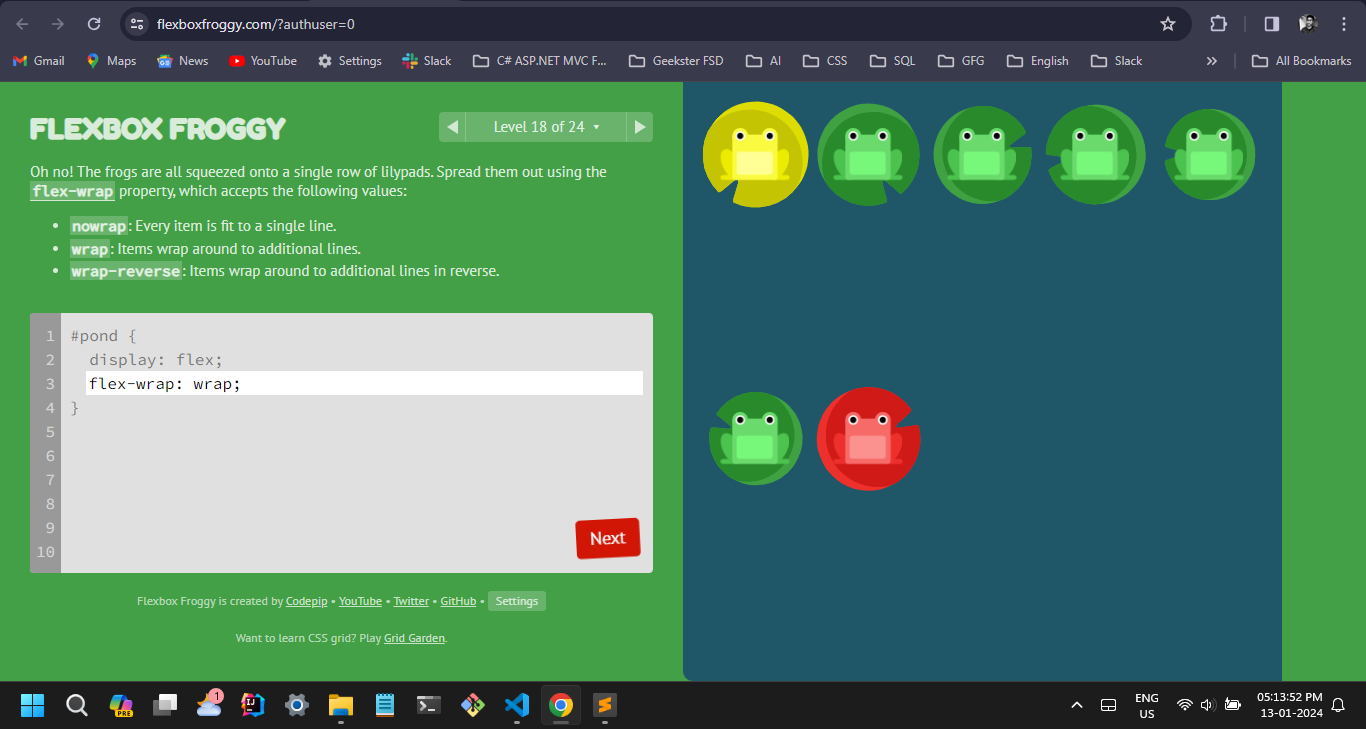 flexboxfroggy.com/?authuser=0
Gmail Maps News YouTube Settings Slack C# ASP.NET MVC F... Geekster FSD AI CSS SQL GFG English Slack » All Bookmarks
FLEXBOX FROGGY
◀ Level 18 of 24 ▾ ▶
Oh no! The frogs are all squeezed onto a single row of lilypads. Spread them out using the
flex-wrap property, which accepts the following values:
• nowrap: Every item is fit to a single line.
• wrap: Items wrap around to additional lines.
• wrap-reverse: Items wrap around to additional lines in reverse.
1 #pond {
2 display: flex;
3 flex-wrap: wrap;
4 }
5
6
7
8
9
10
Next
Flexbox Froggy is created by Codepip • YouTube • Twitter • GitHub • Settings
Want to learn CSS grid? Play Grid Garden.
PRE
1
IJ
ENG
US
05:13:52 PM
13-01-2024